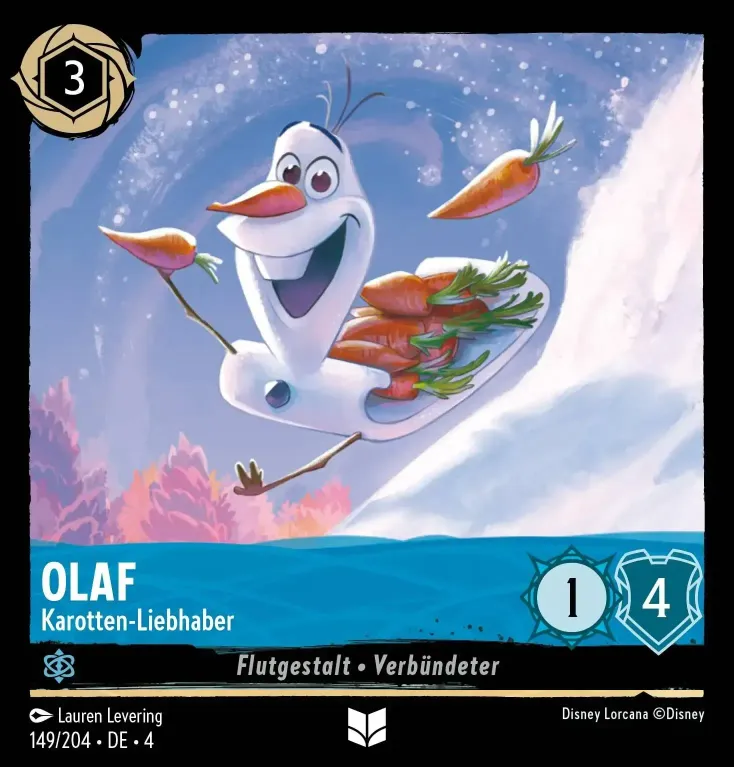 3
OLAF
Karotten-Liebhaber
1
4
Flutgestalt • Verbündeter
Lauren Levering
Disney Lorcana ©Disney
149/204 • DE • 4